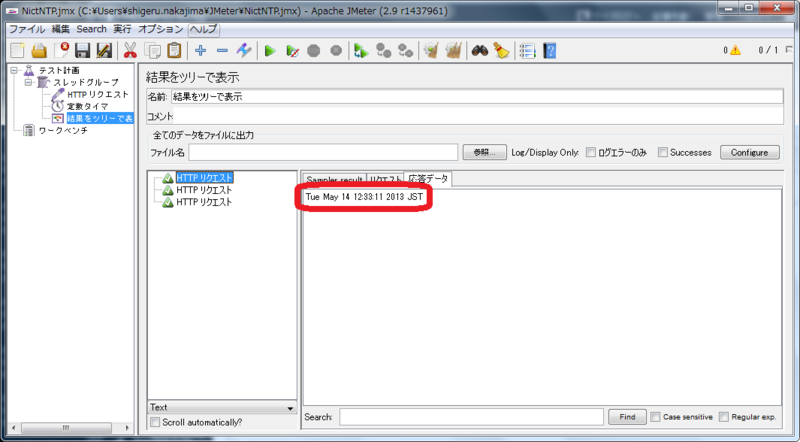 NictNTP.jmx (C:¥Users¥shigeru.nakajima¥JMeter¥NictNTP.jmx) - Apache JMeter (2.9 r1437961)
ファイル 編集 Search 実行 オプション ヘルプ
0 0 / 1
テスト計画
スレッドグループ
HTTP リクエスト
定数タイマ
結果をツリーで表
ワークベンチ
結果をツリーで表示
名前: 結果をツリーで表示
コメント
全てのデータをファイルに出力
ファイル名 参照... Log/Display Only: ログエラーのみ Successes Configure
HTTP リクエスト
HTTP リクエスト
HTTP リクエスト
Sampler result リクエスト 応答データ
Tue May 14 12:33:11 2013 JST
Text
Scroll automatically?
Search: Find Case sensitive Regular exp.